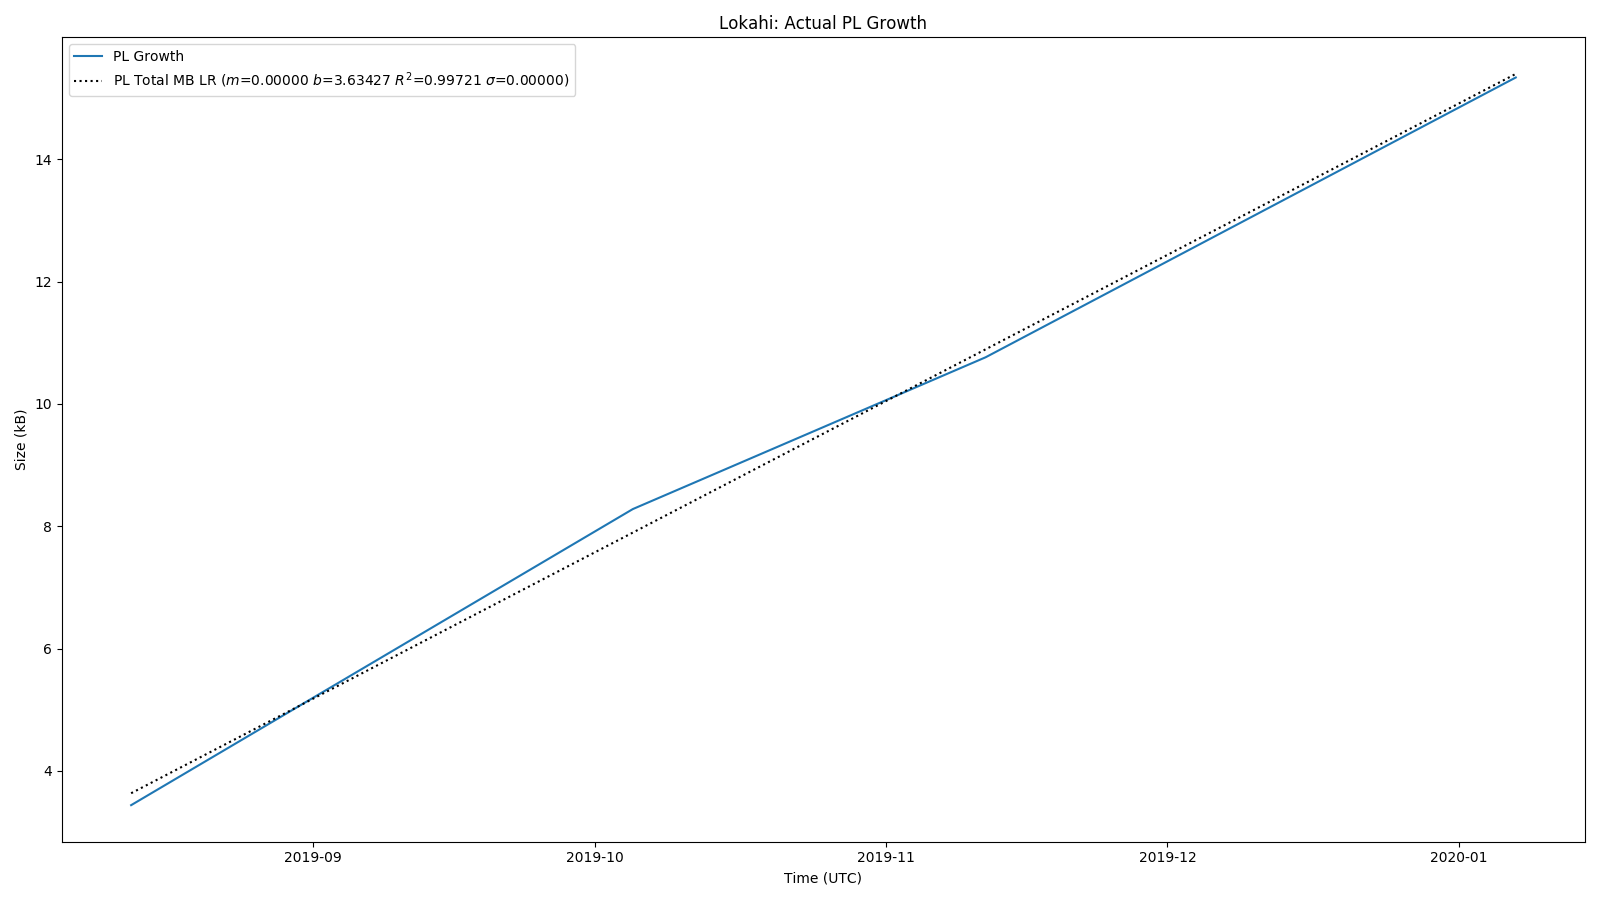 Lokahi: Actual PL Growth
PL Growth
PL Total MB LR (m=0.00000 b=3.63427 R²=0.99721 σ=0.00000)
14
12
10
8
6
4
Size (kB)
2019-09 2019-10 2019-11 2019-12 2020-01
Time (UTC)